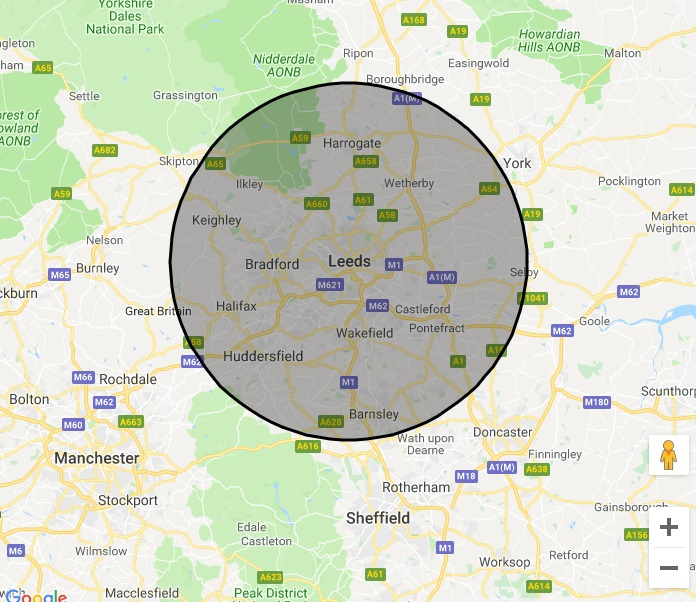 Masham
Yorkshire
Dales
National Park
A168
A19
Howardian
Hills AONB
Malton
Ripon
Easingwold
Nidderdale
AONB
A65
Settle
Grassington
Boroughbridge
A1(M)
A19
A59
Harrogate
A682
Skipton
A65
A658
York
Ilkley
Wetherby
A64
Pocklington
A614
A59
A660
A61
A58
A19
Market
Weighton
Keighley
Nelson
Burnley
M65
Bradford
Leeds
M1
A1(M)
Selby
M621
M62
A1041
M62
Great Britain
Halifax
Castleford
Goole
Wakefield
Pontefract
M62
A58
M62
Huddersfield
A1
M66
Rochdale
M1
Bolton
M62
M180
M60
A663
A628
Barnsley
A616
Wath upon
Dearne
Doncaster
Manchester
Finningley
A1(M)
A638
M18
Rotherham
Stockport
Sheffield
Gainsborough
A156
Edale
Castleton
M6
Wilmslow
M1
Worksop
Retford
A623
A61
A614
Macclesfield
Peak District
Google